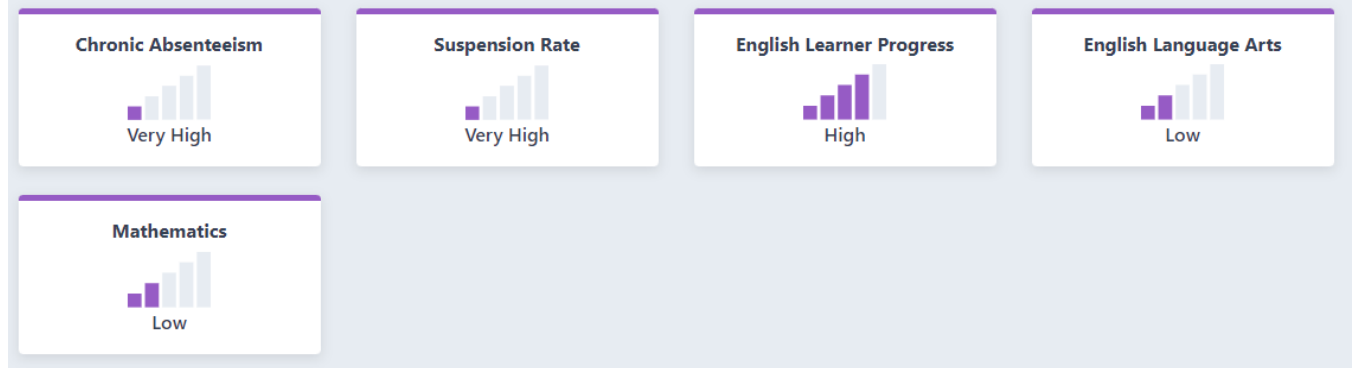 Chronic Absenteeism
Very High
Suspension Rate
Very High
English Learner Progress
High
English Language Arts
Low
Mathematics
Low